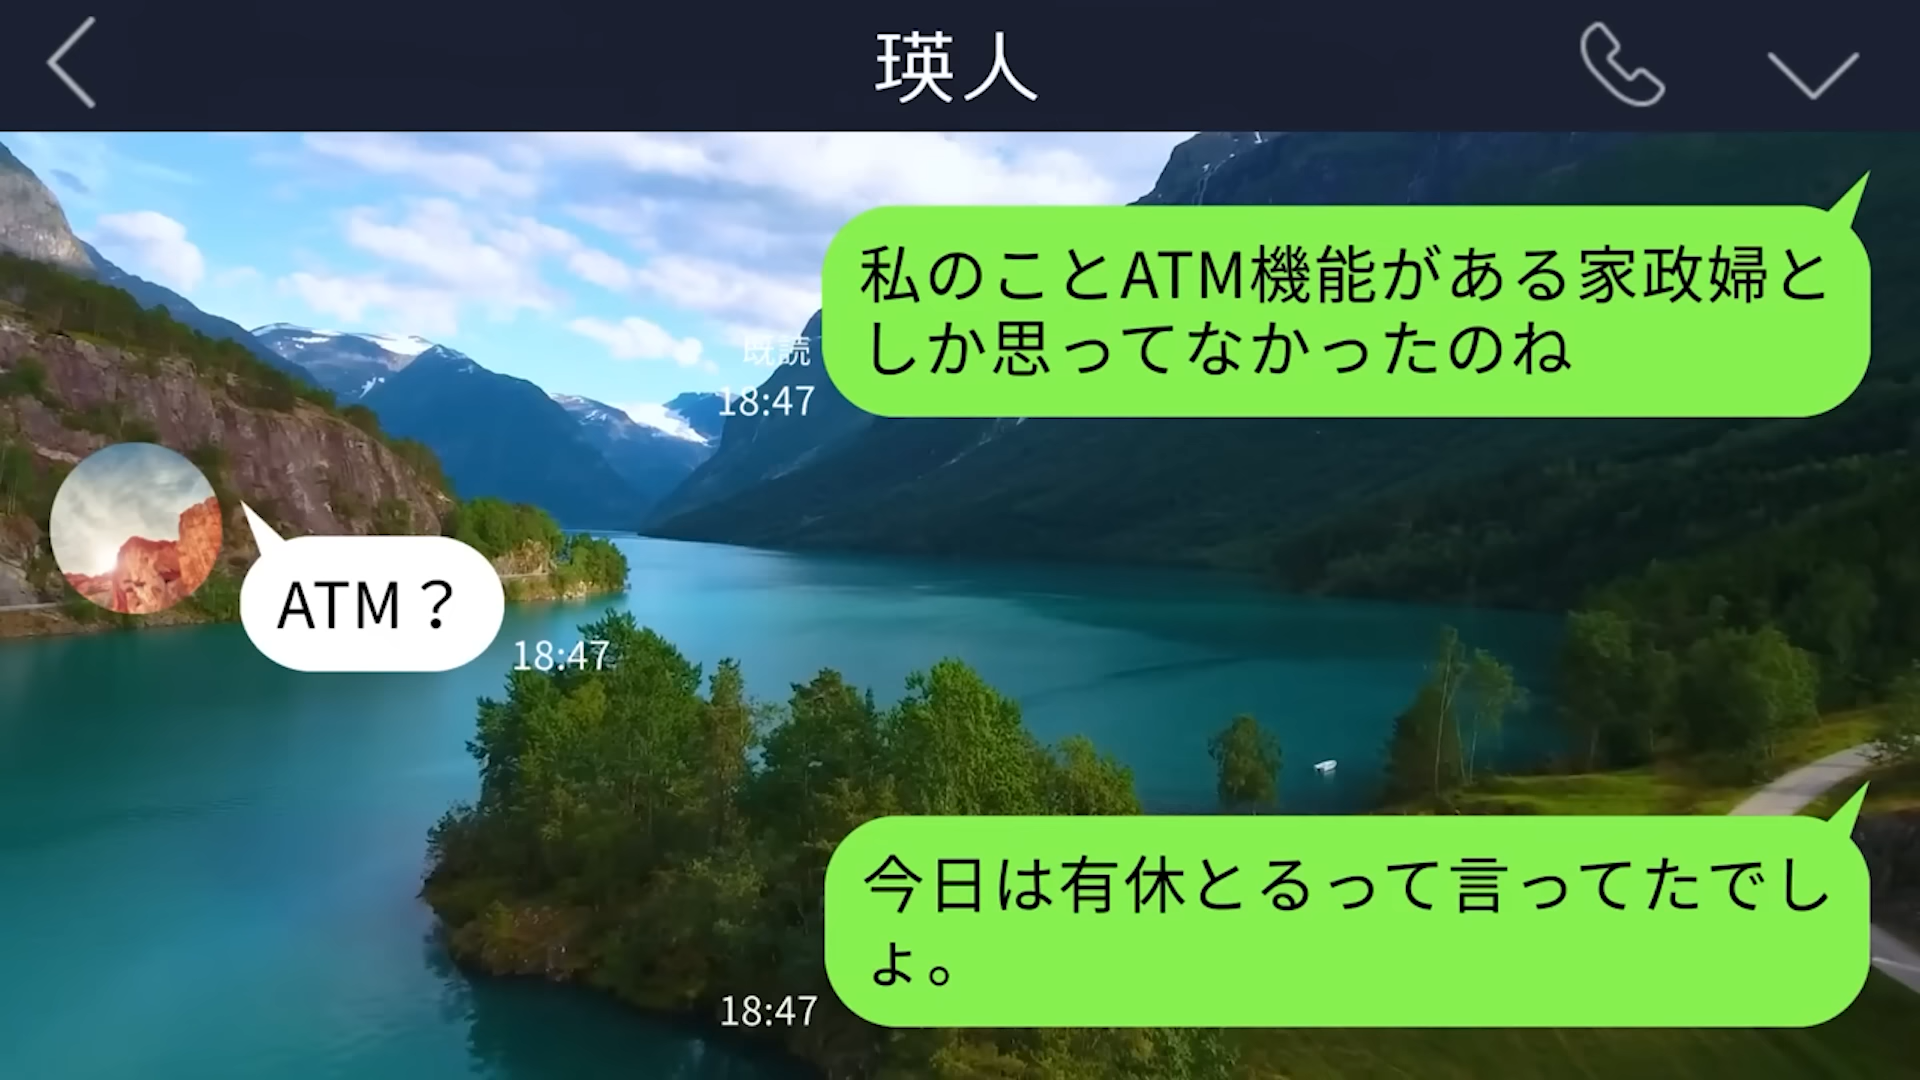 瑛人
私のことATM機能がある家政婦と
しか思ってなかったのね
既読
18:47
ATM？
18:47
今日は有休とるって言ってたでし
ょ。
18:47